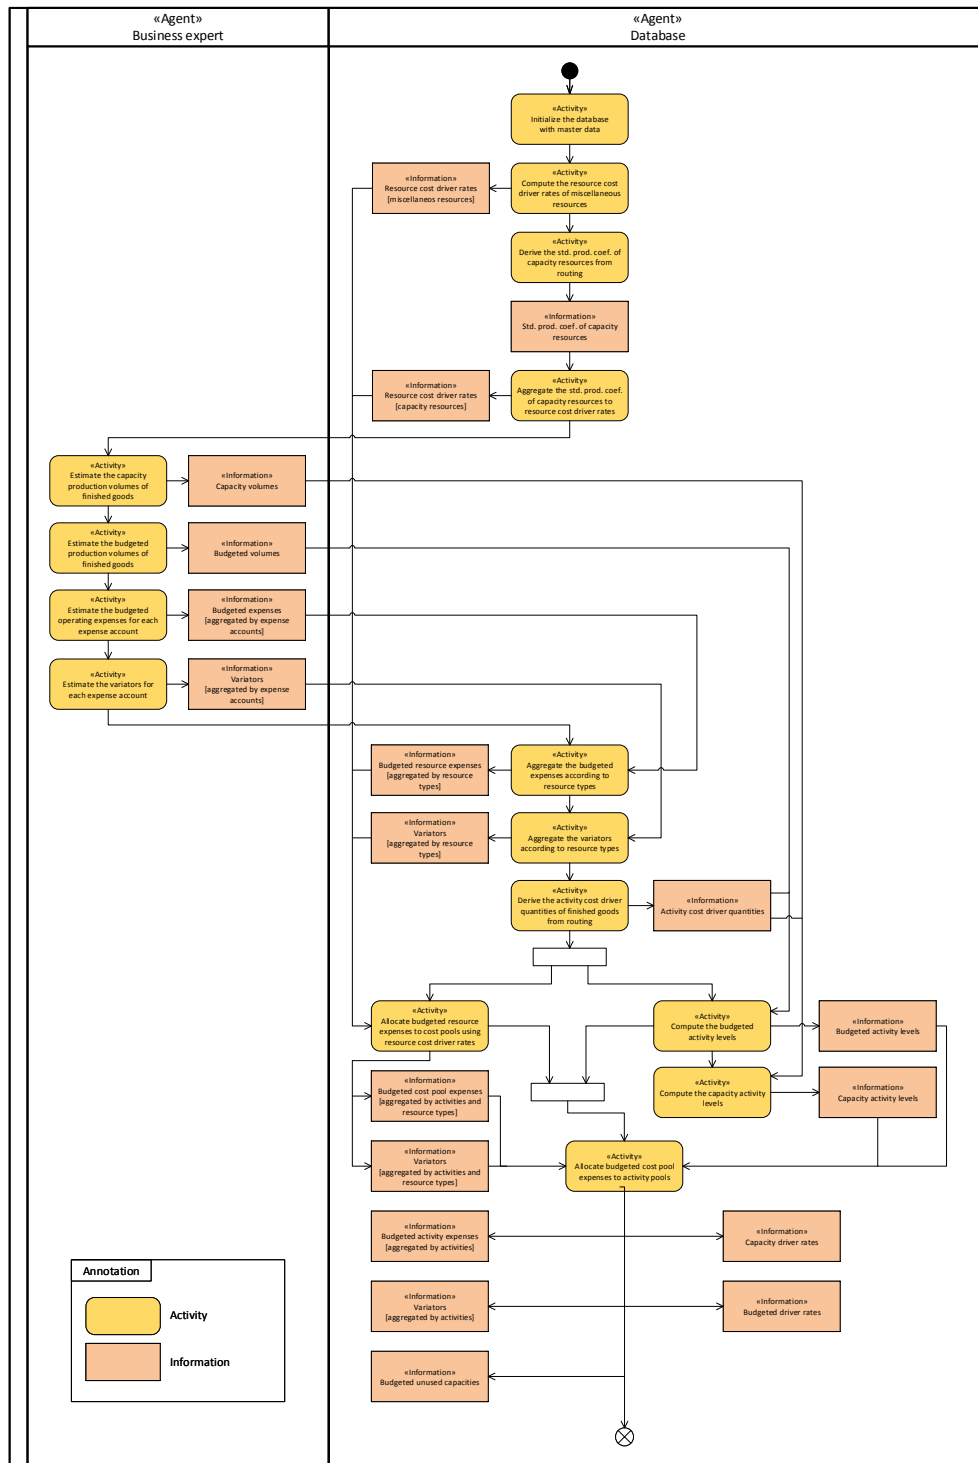 «Agent»
Business expert
«Agent»
Database
«Activity»
Initialize the database
with master data
«Information»
Resource cost driver rates
[miscellaneos resources]
«Activity»
Compute the resource cost
driver rates of miscellaneous
resources
«Activity»
Derive the std. prod. coef. of
capacity resources from
routing
«Information»
Std. prod. coef. of capacity
resources
«Information»
Resource cost driver rates
[capacity resources]
«Activity»
Aggregate the std. prod. coef.
of capacity resources to
resource cost driver rates
«Activity»
Estimate the capacity
production volumes of
finished goods
«Information»
Capacity volumes
«Activity»
Estimate the budgeted
production volumes of
finished goods
«Information»
Budgeted volumes
«Activity»
Estimate the budgeted
operating expenses for each
expense account
«Information»
Budgeted expenses
[aggregated by expense
accounts]
«Activity»
Estimate the variators for
each expense account
«Information»
Variators
[aggregated by expense
accounts]
«Information»
Budgeted resource expenses
[aggregated by resource
types]
«Activity»
Aggregate the budgeted
expenses according to
resource types
«Information»
Variators
[aggregated by resource
types]
«Activity»
Aggregate the variators
according to resource types
«Activity»
Derive the activity cost driver
quantities of finished goods
from routing
«Information»
Activity cost driver quantities
«Activity»
Allocate budgeted resource
expenses to cost pools using
resource cost driver rates
«Activity»
Compute the budgeted
activity levels
«Information»
Budgeted activity levels
«Information»
Budgeted cost pool expenses
[aggregated by activities and
resource types]
«Activity»
Compute the capacity activity
levels
«Information»
Capacity activity levels
«Information»
Variators
[aggregated by activities and
resource types]
«Activity»
Allocate budgeted cost pool
expenses to activity pools
«Information»
Budgeted activity expenses
[aggregated by activities]
«Information»
Capacity driver rates
«Information»
Variators
[aggregated by activities]
«Information»
Budgeted driver rates
«Information»
Budgeted unused capacities
Annotation
Activity
Information